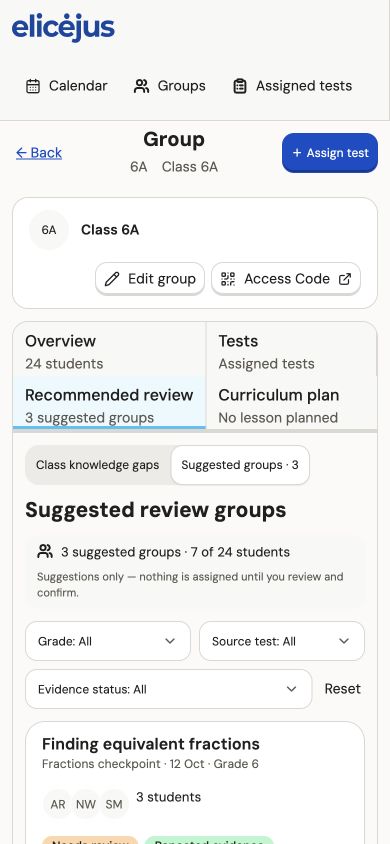 elicėjus
Calendar
Groups
Assigned tests
← Back
Group
6A Class 6A
+ Assign test
6A
Class 6A
Edit group
Access Code
Overview
24 students
Tests
Assigned tests
Recommended review
3 suggested groups
Curriculum plan
No lesson planned
Class knowledge gaps
Suggested groups · 3
Suggested review groups
3 suggested groups · 7 of 24 students
Suggestions only — nothing is assigned until you review and
confirm.
Grade: All
Source test: All
Evidence status: All
Reset
Finding equivalent fractions
Fractions checkpoint · 12 Oct · Grade 6
AR NW SM 3 students
Needs review
Repeated evidence